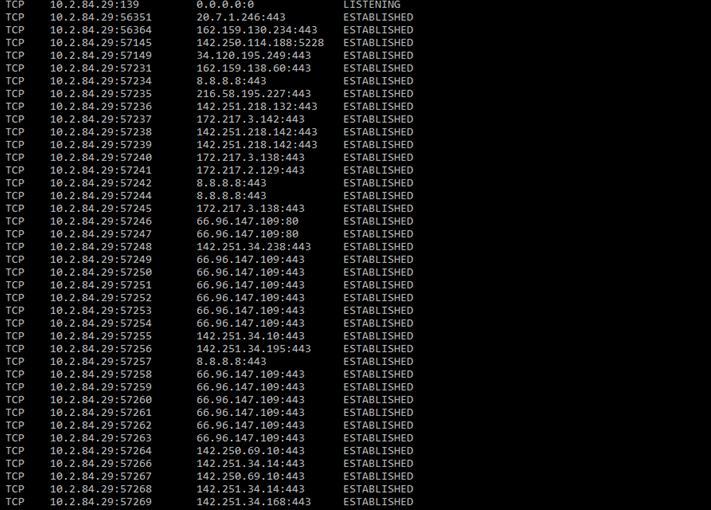 TCP 10.2.84.29:139 0.0.0.0:0 LISTENING
TCP 10.2.84.29:56351 20.7.1.246:443 ESTABLISHED
TCP 10.2.84.29:56364 162.159.130.234:443 ESTABLISHED
TCP 10.2.84.29:57145 142.250.114.188:5228 ESTABLISHED
TCP 10.2.84.29:57149 34.120.195.249:443 ESTABLISHED
TCP 10.2.84.29:57231 162.159.138.60:443 ESTABLISHED
TCP 10.2.84.29:57234 8.8.8.8:443 ESTABLISHED
TCP 10.2.84.29:57235 216.58.195.227:443 ESTABLISHED
TCP 10.2.84.29:57236 142.251.218.132:443 ESTABLISHED
TCP 10.2.84.29:57237 172.217.3.142:443 ESTABLISHED
TCP 10.2.84.29:57238 142.251.218.142:443 ESTABLISHED
TCP 10.2.84.29:57239 142.251.218.142:443 ESTABLISHED
TCP 10.2.84.29:57240 172.217.3.138:443 ESTABLISHED
TCP 10.2.84.29:57241 172.217.2.129:443 ESTABLISHED
TCP 10.2.84.29:57242 8.8.8.8:443 ESTABLISHED
TCP 10.2.84.29:57244 8.8.8.8:443 ESTABLISHED
TCP 10.2.84.29:57245 172.217.3.138:443 ESTABLISHED
TCP 10.2.84.29:57246 66.96.147.109:80 ESTABLISHED
TCP 10.2.84.29:57247 66.96.147.109:80 ESTABLISHED
TCP 10.2.84.29:57248 142.251.34.238:443 ESTABLISHED
TCP 10.2.84.29:57249 66.96.147.109:443 ESTABLISHED
TCP 10.2.84.29:57250 66.96.147.109:443 ESTABLISHED
TCP 10.2.84.29:57251 66.96.147.109:443 ESTABLISHED
TCP 10.2.84.29:57252 66.96.147.109:443 ESTABLISHED
TCP 10.2.84.29:57253 66.96.147.109:443 ESTABLISHED
TCP 10.2.84.29:57254 66.96.147.109:443 ESTABLISHED
TCP 10.2.84.29:57255 142.251.34.10:443 ESTABLISHED
TCP 10.2.84.29:57256 142.251.34.195:443 ESTABLISHED
TCP 10.2.84.29:57257 8.8.8.8:443 ESTABLISHED
TCP 10.2.84.29:57258 66.96.147.109:443 ESTABLISHED
TCP 10.2.84.29:57259 66.96.147.109:443 ESTABLISHED
TCP 10.2.84.29:57260 66.96.147.109:443 ESTABLISHED
TCP 10.2.84.29:57261 66.96.147.109:443 ESTABLISHED
TCP 10.2.84.29:57262 66.96.147.109:443 ESTABLISHED
TCP 10.2.84.29:57263 66.96.147.109:443 ESTABLISHED
TCP 10.2.84.29:57264 142.250.69.10:443 ESTABLISHED
TCP 10.2.84.29:57266 142.251.34.14:443 ESTABLISHED
TCP 10.2.84.29:57267 142.250.69.10:443 ESTABLISHED
TCP 10.2.84.29:57268 142.251.34.14:443 ESTABLISHED
TCP 10.2.84.29:57269 142.251.34.168:443 ESTABLISHED